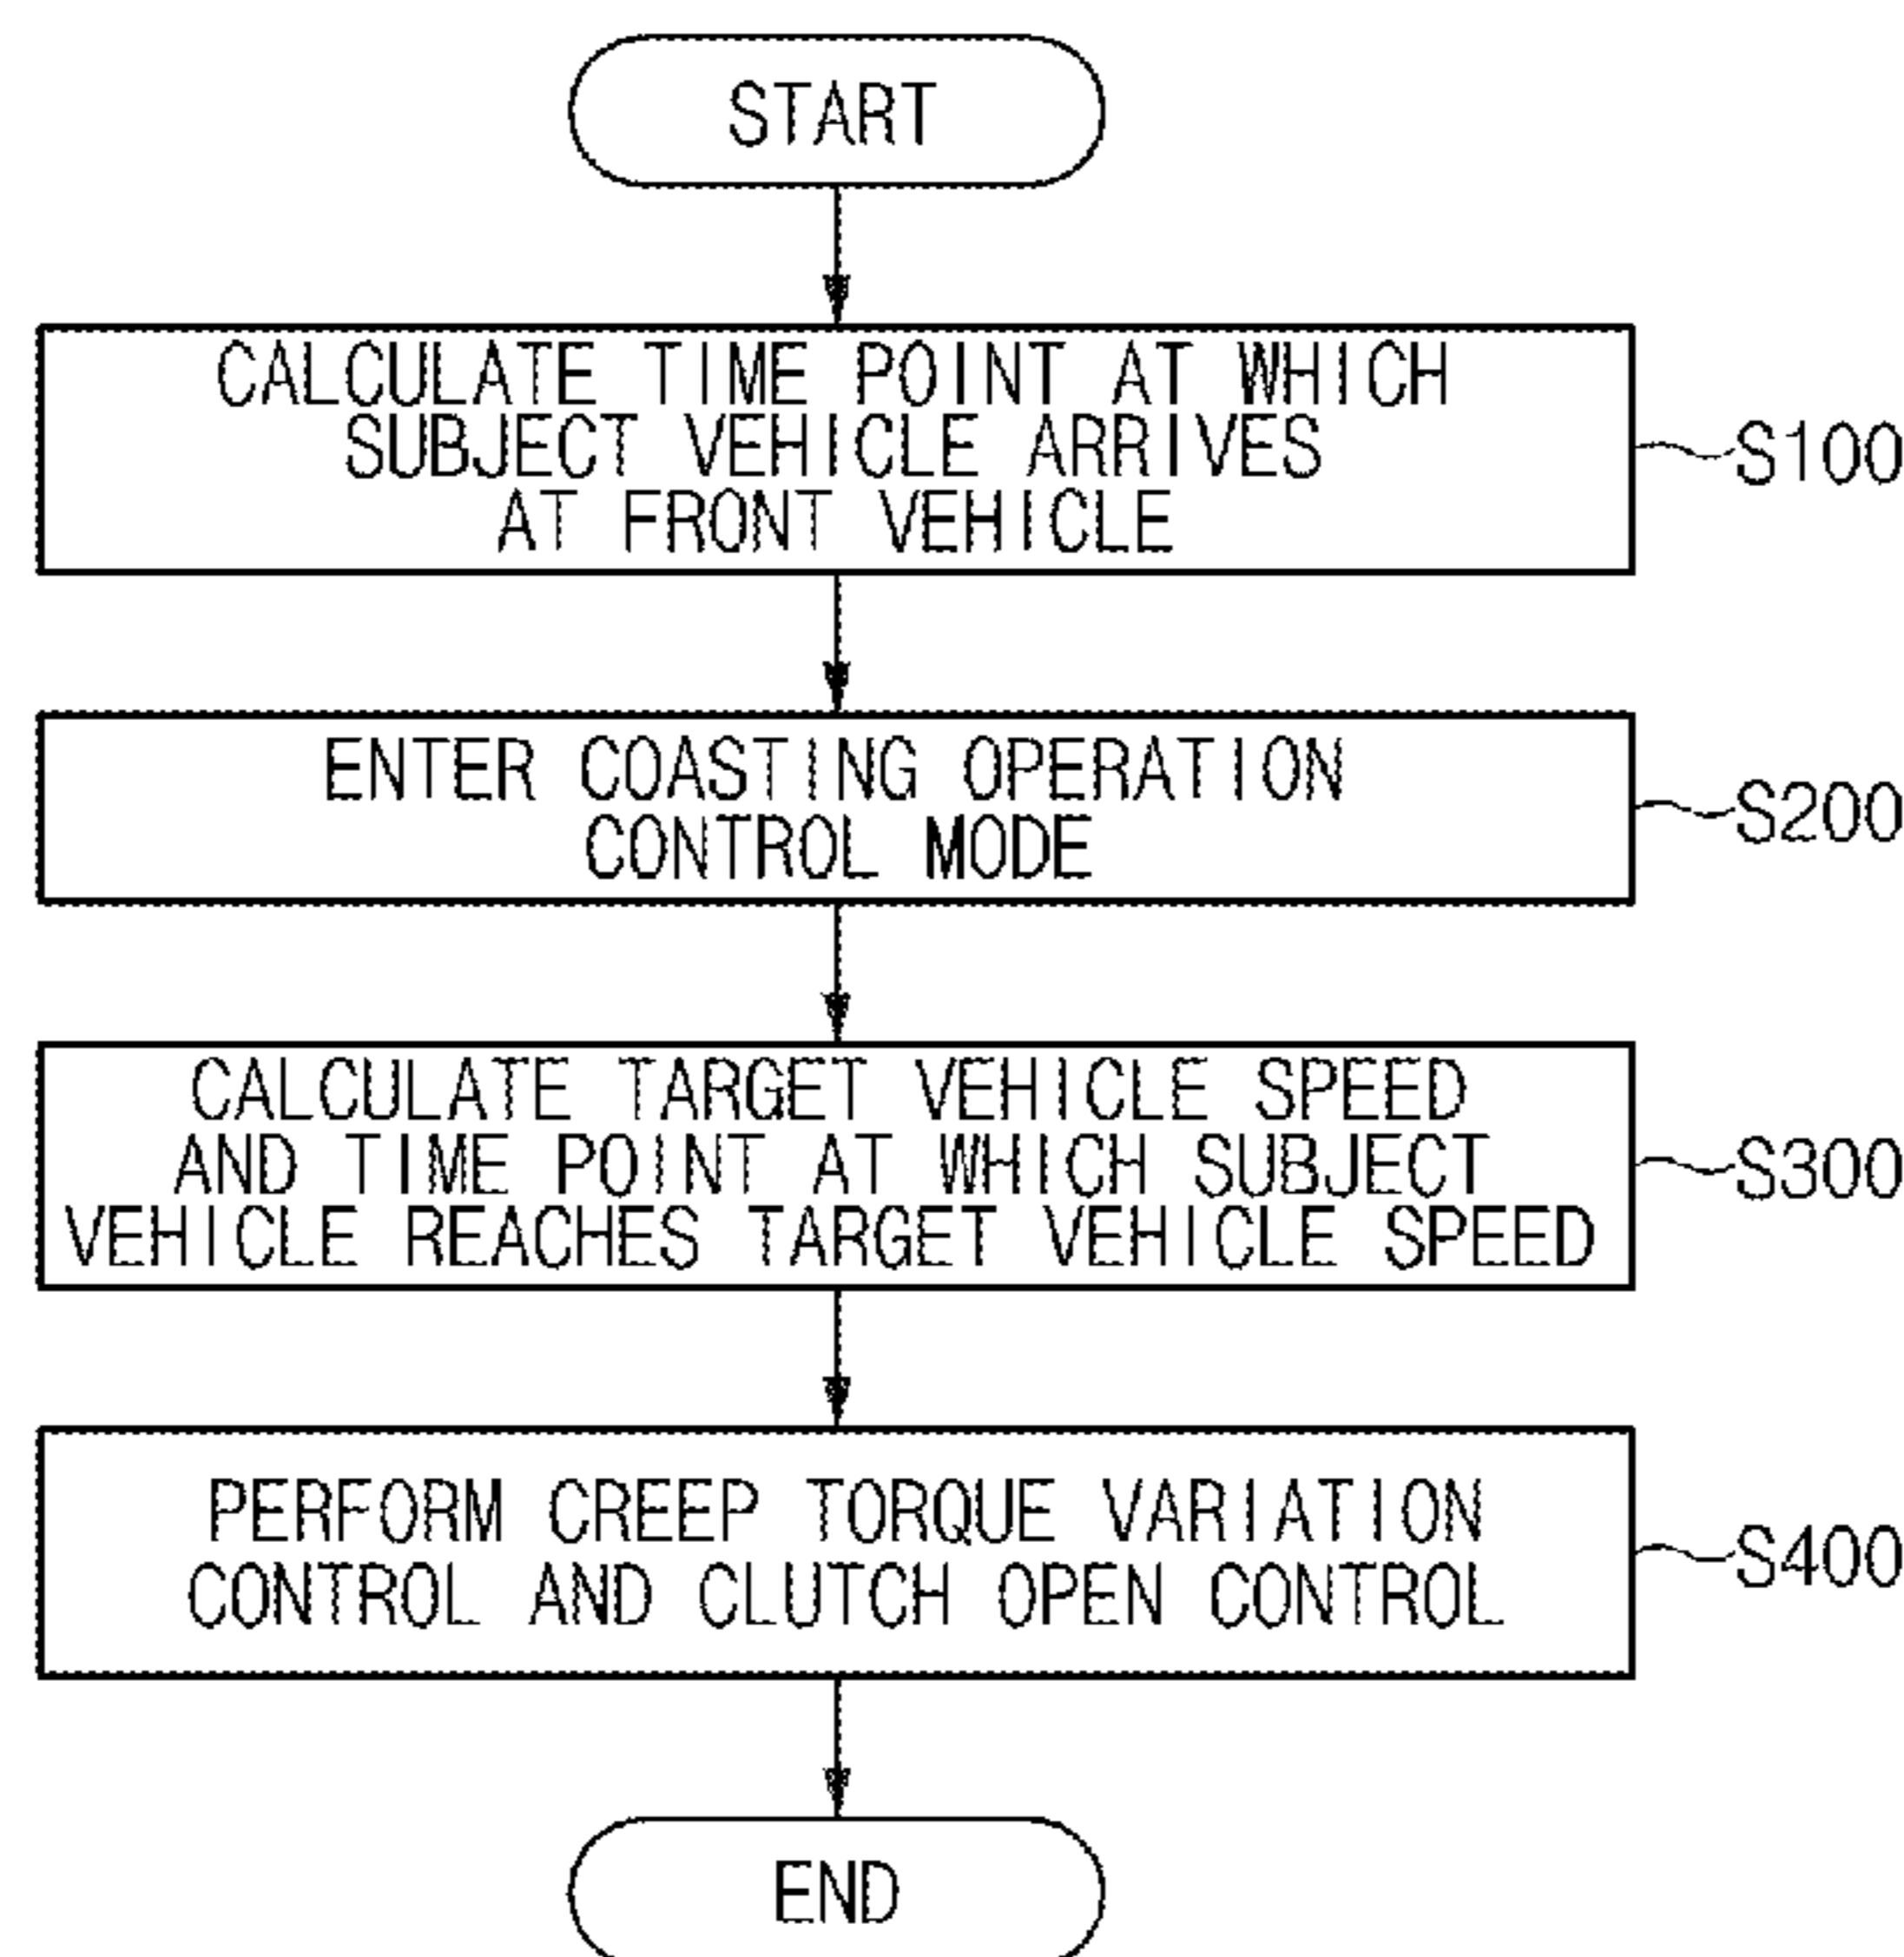 START
CALCULATE TIME POINT AT WHICH
SUBJECT VEHICLE ARRIVES
AT FRONT VEHICLE
S100
ENTER COASTING OPERATION
CONTROL MODE
S200
CALCULATE TARGET VEHICLE SPEED
AND TIME POINT AT WHICH SUBJECT
VEHICLE REACHES TARGET VEHICLE SPEED
S300
PERFORM CREEP TORQUE VARIATION
CONTROL AND CLUTCH OPEN CONTROL
S400
END